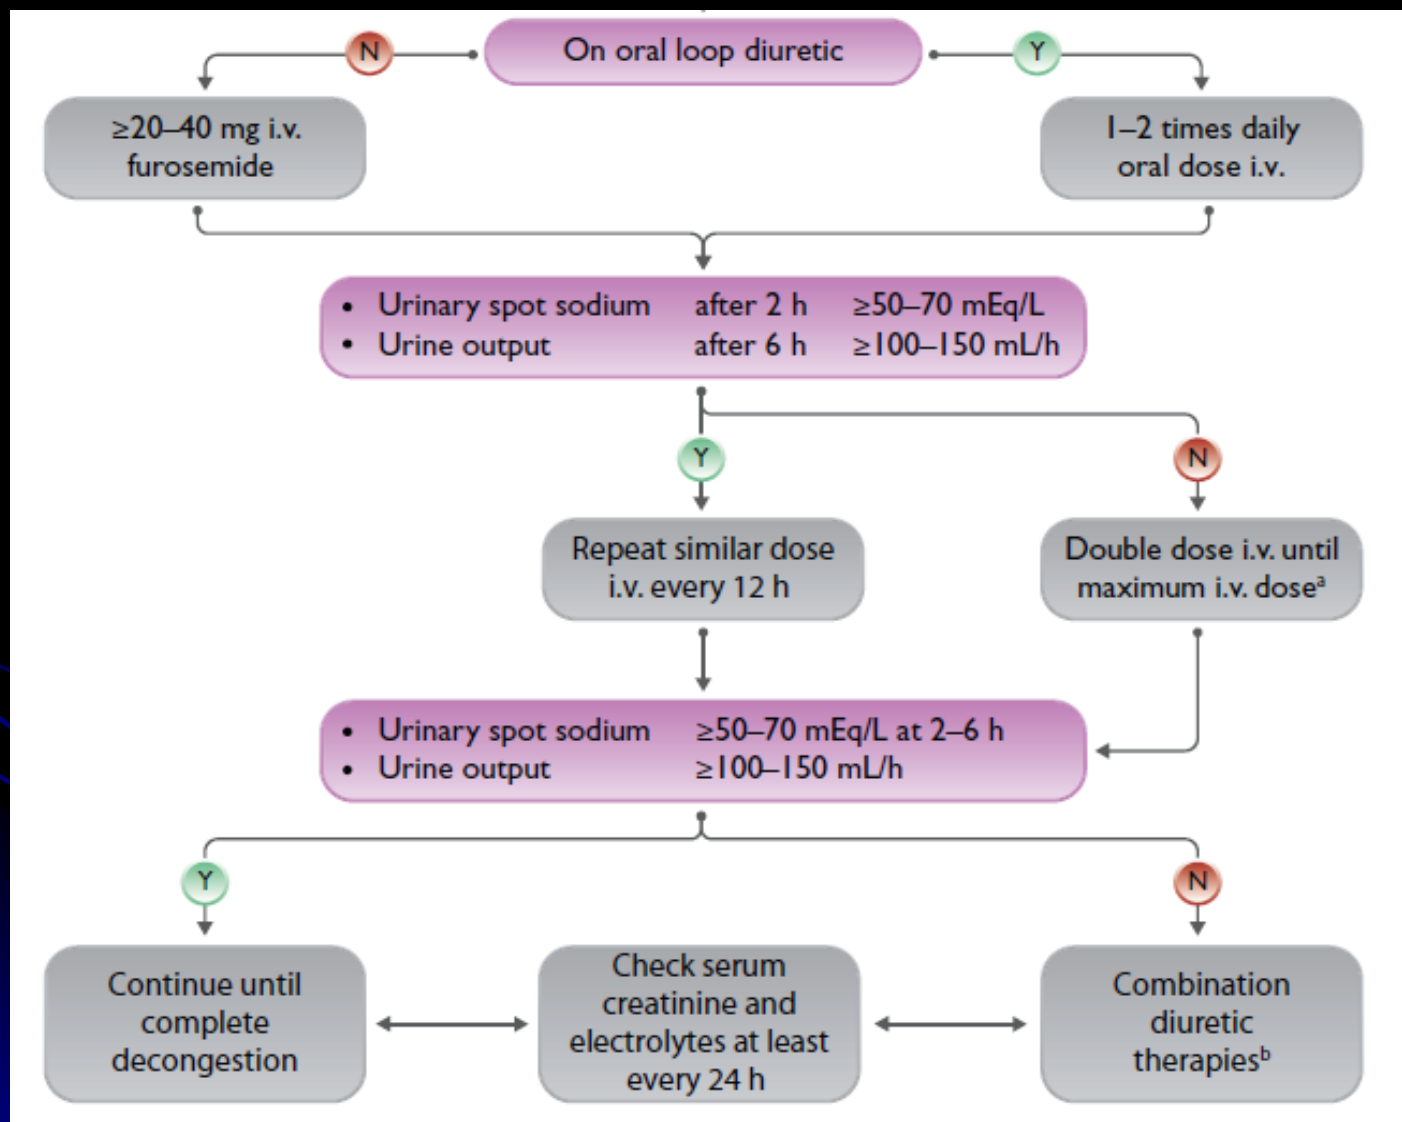 On oral loop diuretic
N
Y
≥20–40 mg i.v.
furosemide
1–2 times daily
oral dose i.v.
• Urinary spot sodium after 2 h ≥50–70 mEq/L
• Urine output after 6 h ≥100–150 mL/h
Y
N
Repeat similar dose
i.v. every 12 h
Double dose i.v. until
maximum i.v. doseᵃ
• Urinary spot sodium ≥50–70 mEq/L at 2–6 h
• Urine output ≥100–150 mL/h
Y
N
Continue until
complete
decongestion
Check serum
creatinine and
electrolytes at least
every 24 h
Combination
diuretic
therapiesᵇ